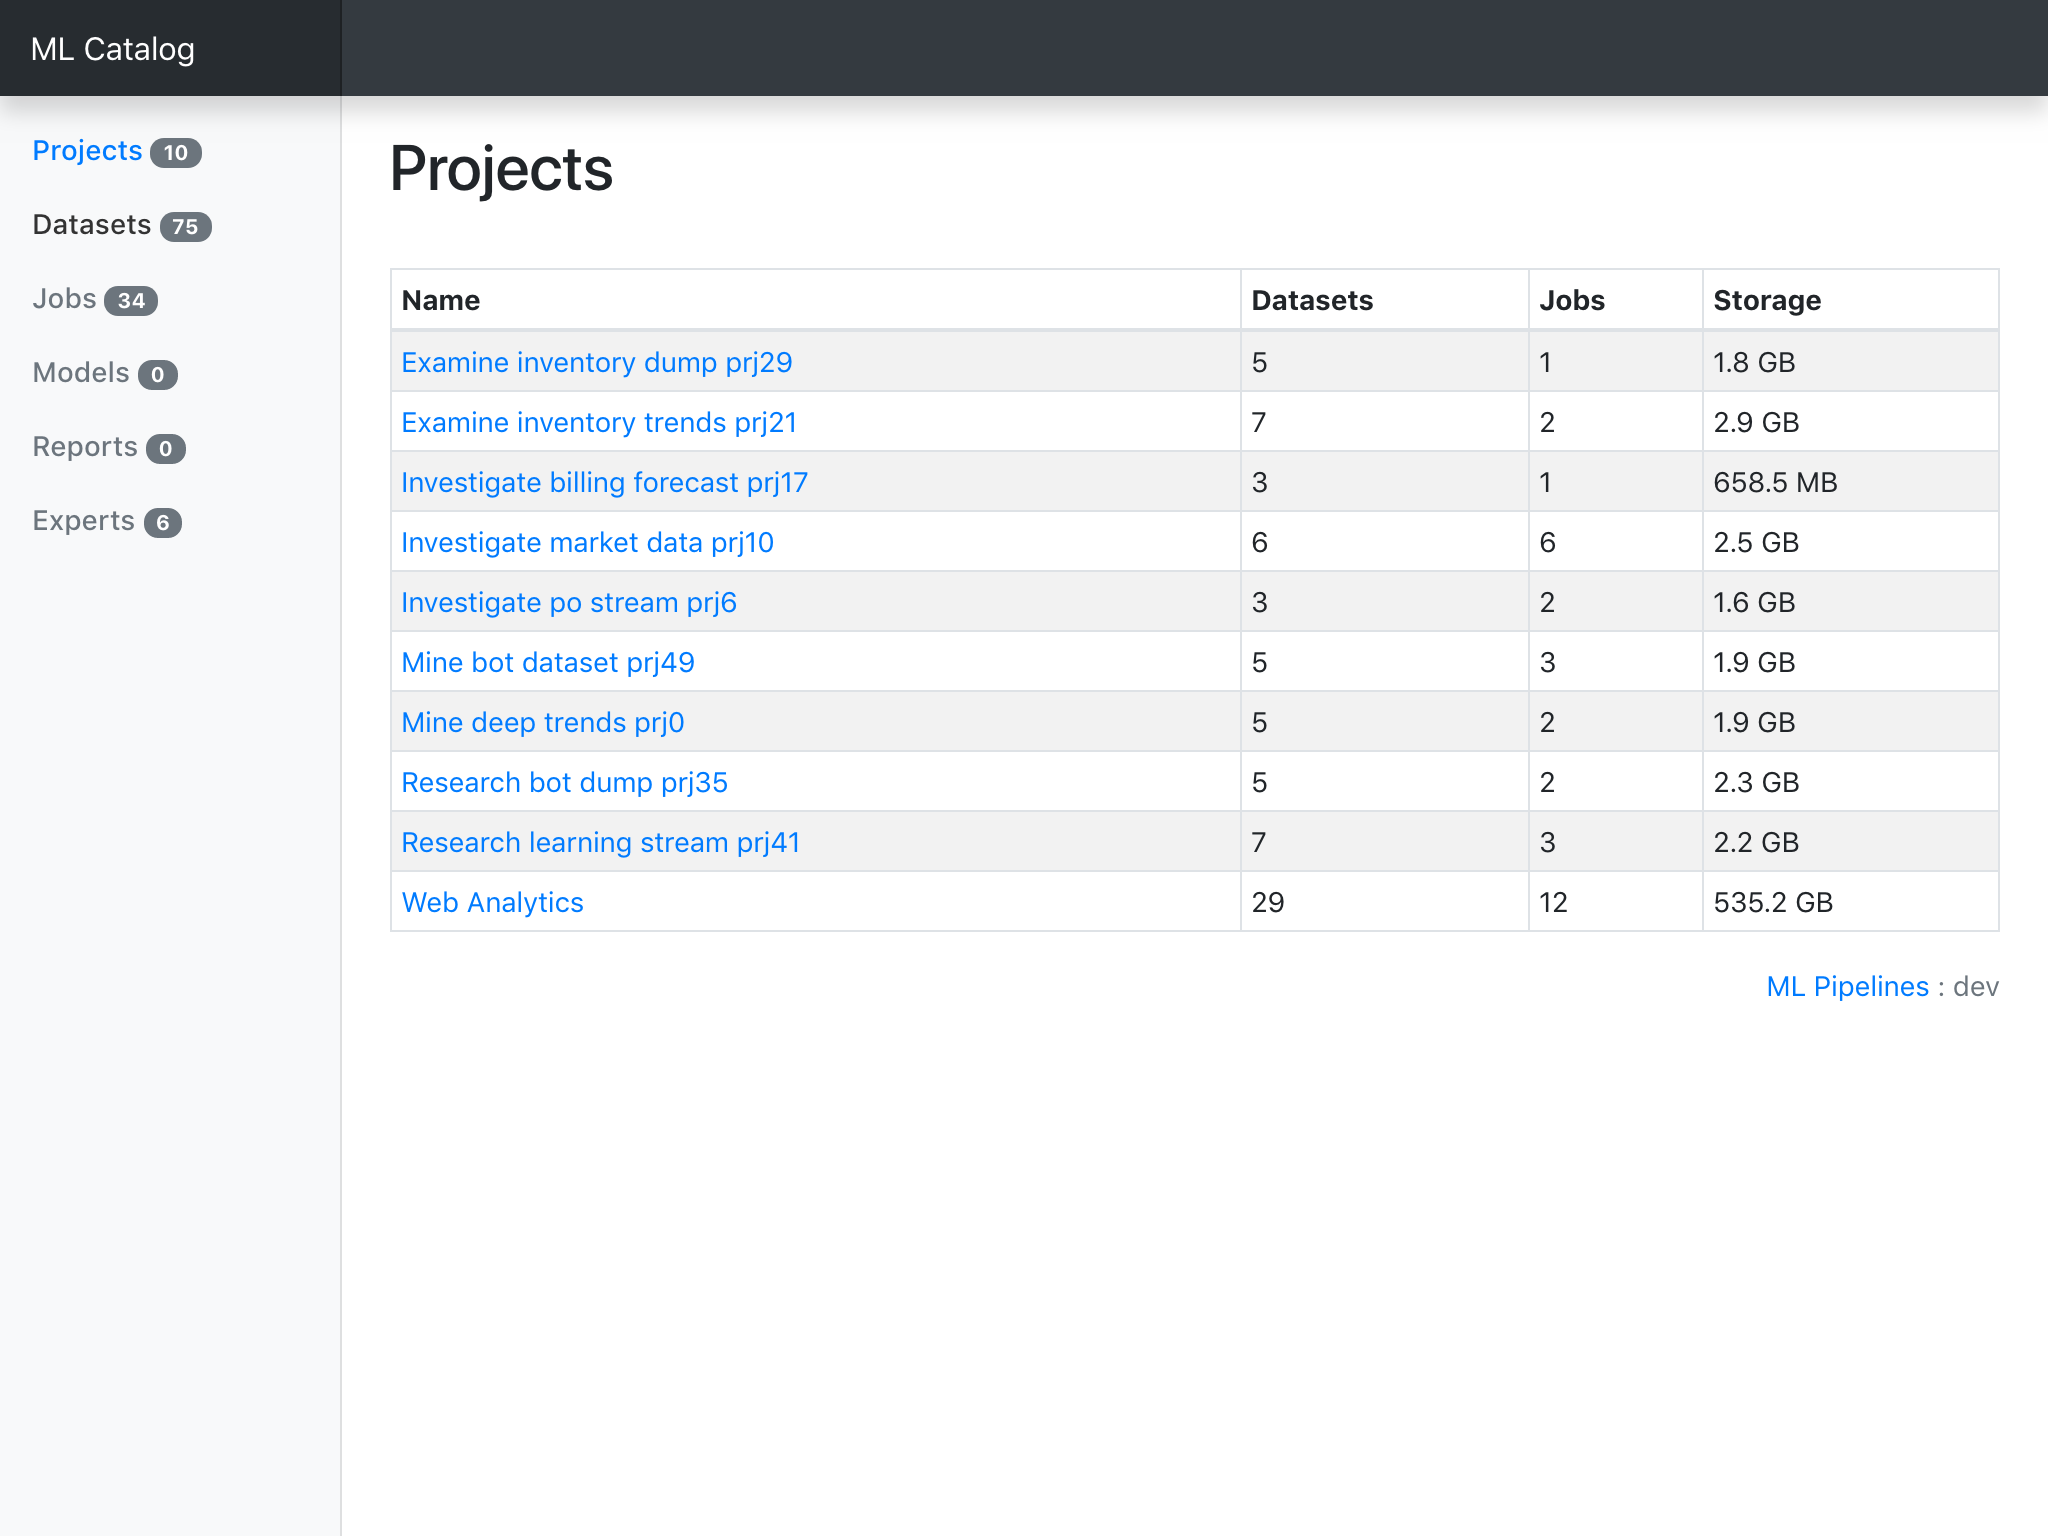 ML Catalog
Projects 10
Datasets 75
Jobs 34
Models 0
Reports 0
Experts 6
Projects
Name Datasets Jobs Storage
Examine inventory dump prj29 5 1 1.8 GB
Examine inventory trends prj21 7 2 2.9 GB
Investigate billing forecast prj17 3 1 658.5 MB
Investigate market data prj10 6 6 2.5 GB
Investigate po stream prj6 3 2 1.6 GB
Mine bot dataset prj49 5 3 1.9 GB
Mine deep trends prj0 5 2 1.9 GB
Research bot dump prj35 5 2 2.3 GB
Research learning stream prj41 7 3 2.2 GB
Web Analytics 29 12 535.2 GB
ML Pipelines : dev